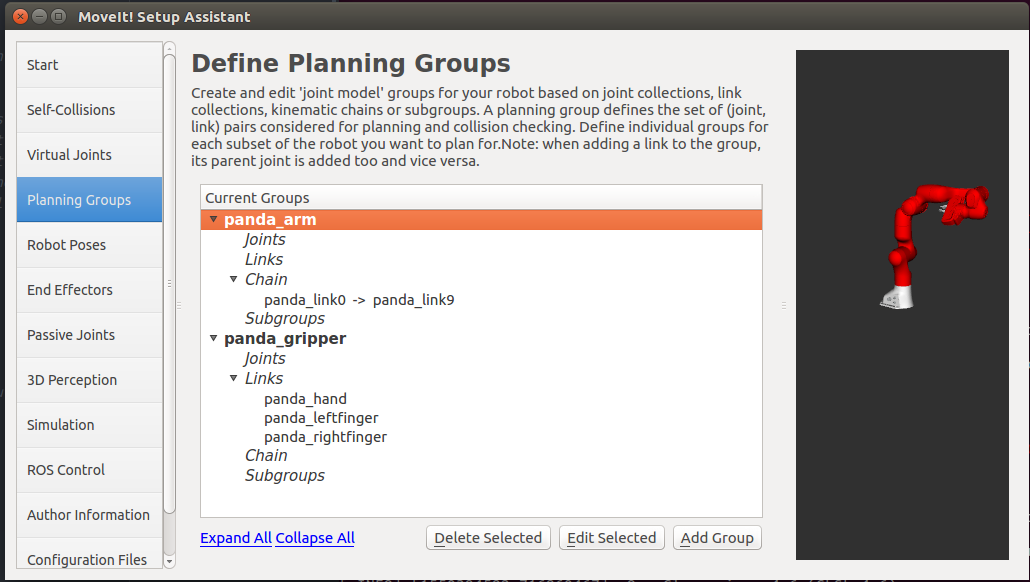 MoveIt! Setup Assistant
Start
Self-Collisions
Virtual Joints
Planning Groups
Robot Poses
End Effectors
Passive Joints
3D Perception
Simulation
ROS Control
Author Information
Configuration Files
Define Planning Groups
Create and edit 'joint model' groups for your robot based on joint collections, link
collections, kinematic chains or subgroups. A planning group defines the set of (joint,
link) pairs considered for planning and collision checking. Define individual groups for
each subset of the robot you want to plan for.Note: when adding a link to the group,
its parent joint is added too and vice versa.
Current Groups
panda_arm
Joints
Links
Chain
panda_link0 -> panda_link9
Subgroups
panda_gripper
Joints
Links
panda_hand
panda_leftfinger
panda_rightfinger
Chain
Subgroups
Expand All Collapse All
Delete Selected
Edit Selected
Add Group